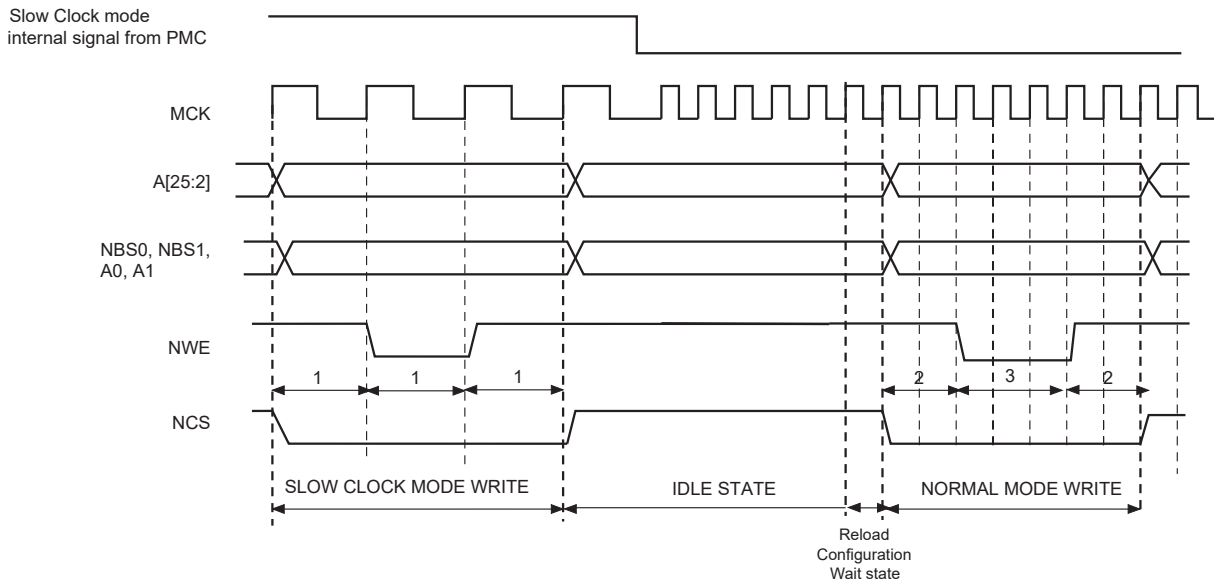 Slow Clock mode
internal signal from PMC
MCK
A[25:2]
NBS0, NBS1,
A0, A1
NWE
1 1 1 2 3 2
NCS
SLOW CLOCK MODE WRITE IDLE STATE NORMAL MODE WRITE
Reload
Configuration
Wait state